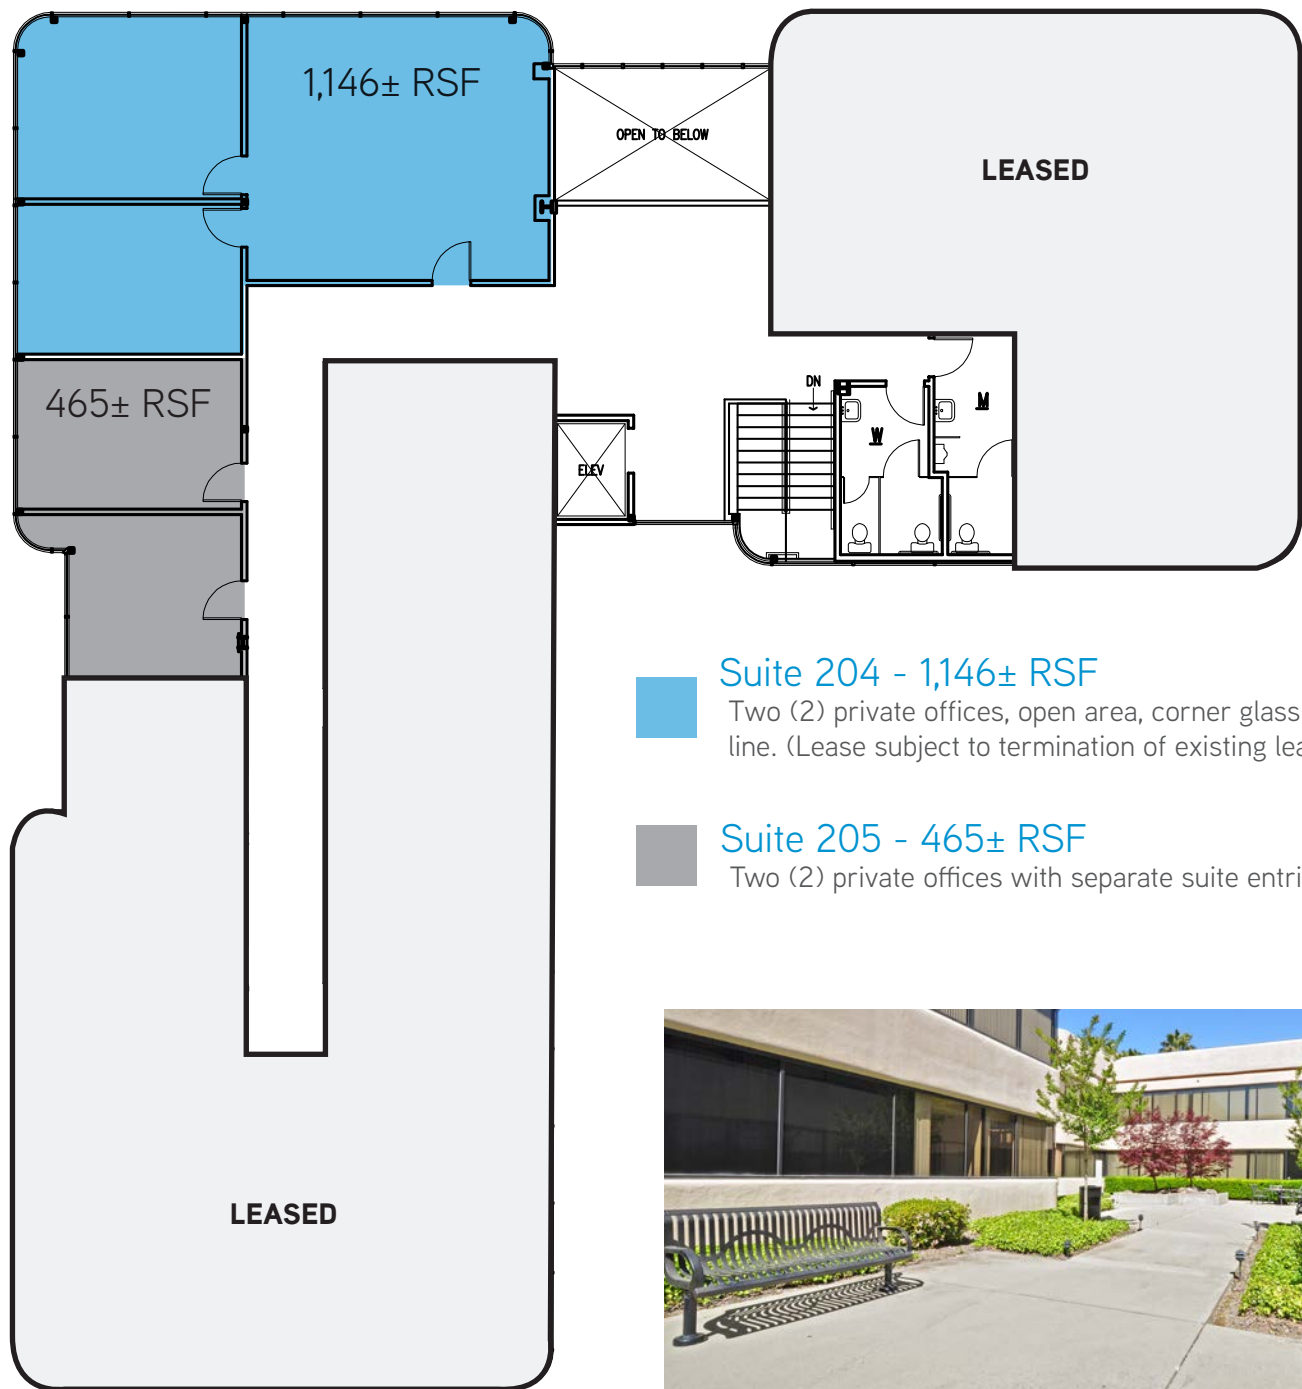 1,146± RSF
OPEN TO BELOW
LEASED
465± RSF
DN
M
W
ELEV
Suite 204 - 1,146± RSF
Two (2) private offices, open area, corner glass
line. (Lease subject to termination of existing
Suite 205 - 465± RSF
Two (2) private offices with separate suite
LEASED